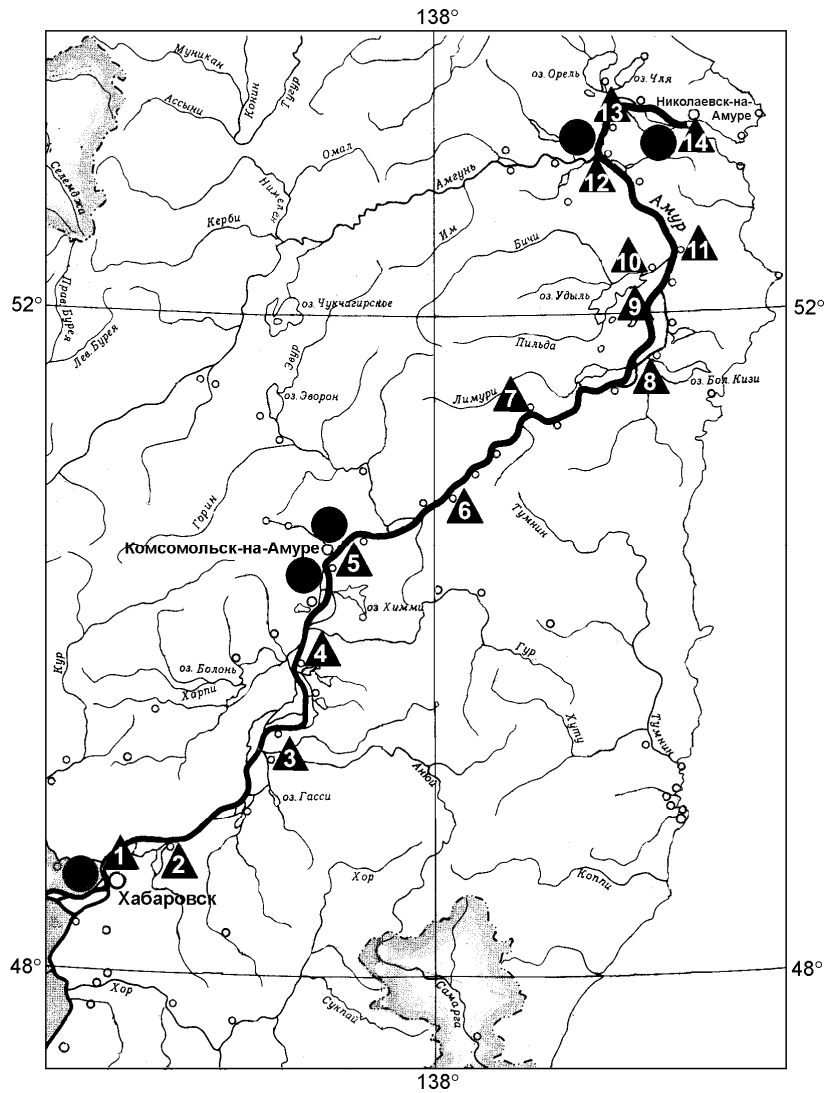 138°
Муникан
Конин
Тугур
Ассыни
оз. Орель
оз. Чля
Николаевск-на-
Амуре
13
14
Омал
Амгунь
12
Селемджа
Нимелен
Керби
Им
Амур
Бичи
11
10
52°
Прав. Бурея
Лев. Бурея
оз. Чукчагирское
оз. Удыль
9
52°
Эвур
Пильда
оз. Эворон
Лимури
7
8
оз. Бол. Кизи
Горин
6
Тумнин
Комсомольск-на-Амуре
5
оз. Химми
Кур
4
оз. Болонь
Харпи
Гур
Хуту
Тумнин
3
Анюй
оз. Гасси
1
2
Хор
Коппи
Хабаровск
48°
48°
Хор
Сукпай
Самарга
138°